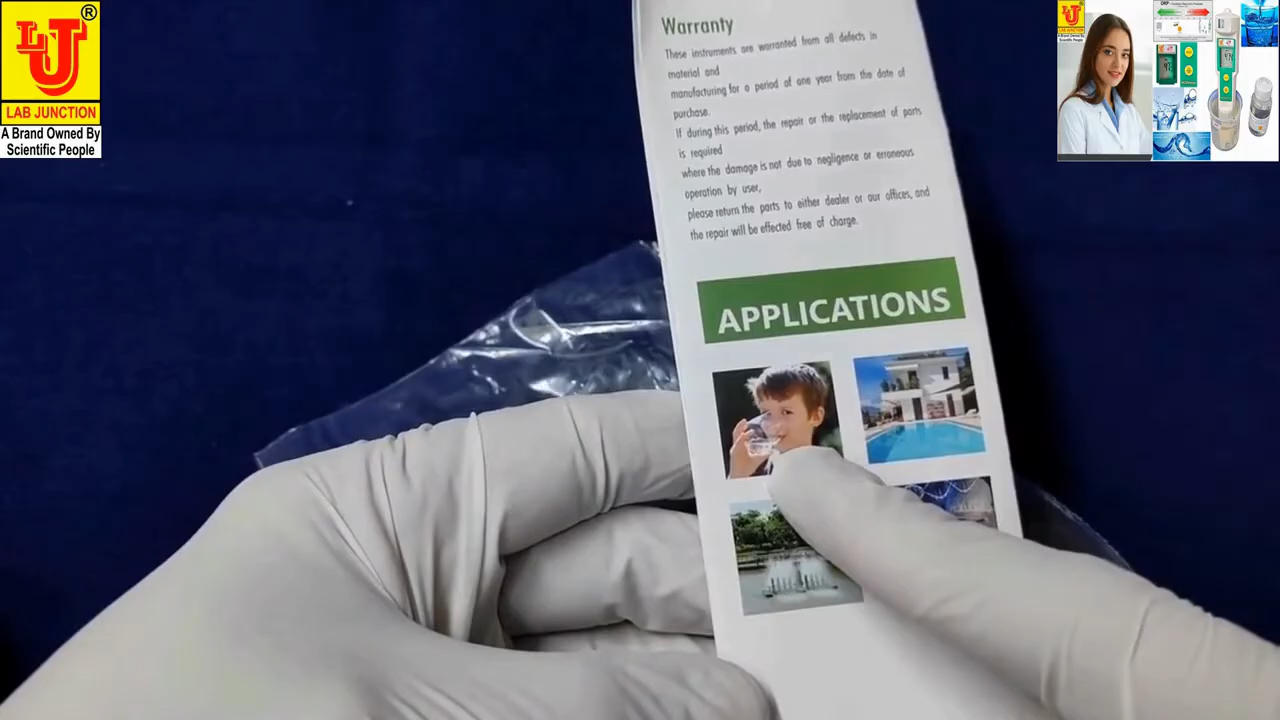 LJ ®
LAB JUNCTION
A Brand Owned By
Scientific People
Warranty
These instruments are warranted from all defects in
material and
manufacturing for a period of one year from the date of
purchase.
If during this period, the repair or the replacement of parts
is required
where the damage is not due to negligence or erroneous
operation by user,
please return the parts to either dealer or our offices, and
the repair will be effected free of charge.
APPLICATIONS
LAB JUNCTION